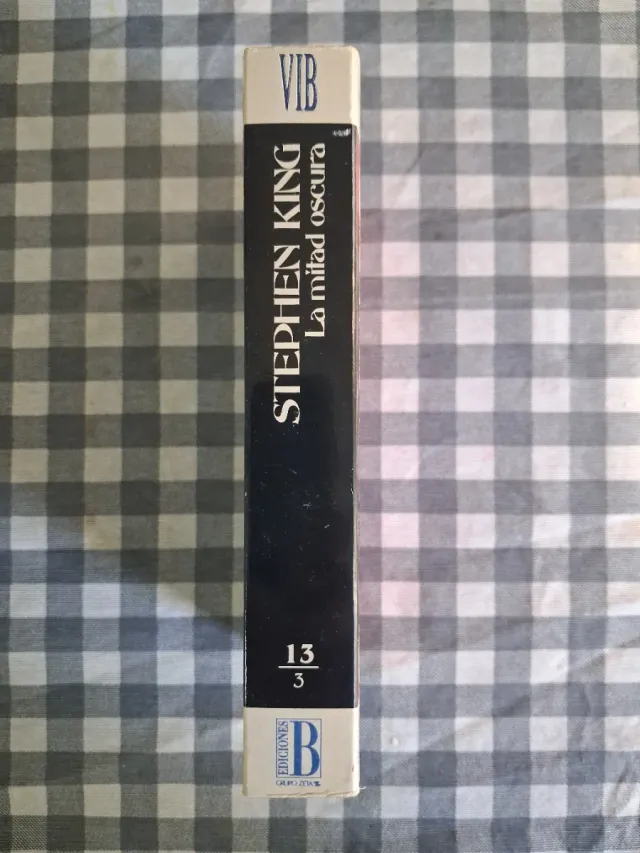 VIB
STEPHEN KING
La mitad oscura
13
3
EDICIONES
B
GRUPO ZETA